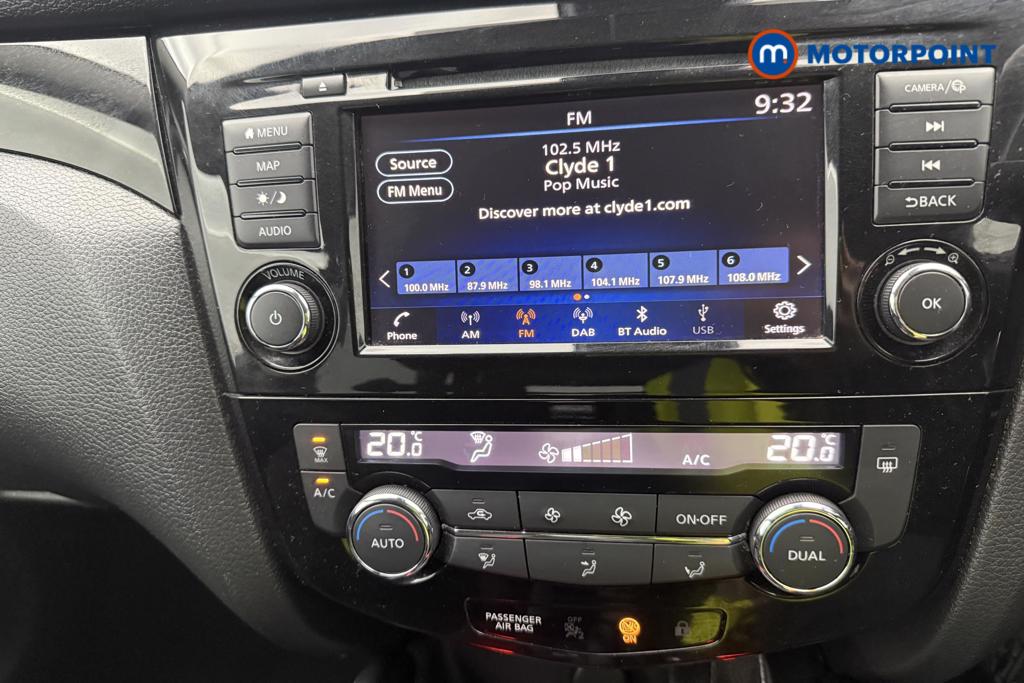 MOTORPOINT
MENU
MAP
AUDIO
VOLUME
FM
9:32
Source
FM Menu
102.5 MHz
Clyde 1
Pop Music
Discover more at clyde1.com
1 100.0 MHz
2 87.9 MHz
3 98.1 MHz
4 104.1 MHz
5 107.9 MHz
6 108.0 MHz
Phone
AM
FM
DAB
BT Audio
USB
Settings
CAMERA/
BACK
OK
MAX
A/C
20.0°C
A/C
20.0°C
AUTO
ON·OFF
DUAL
PASSENGER
AIR BAG
OFF
ON